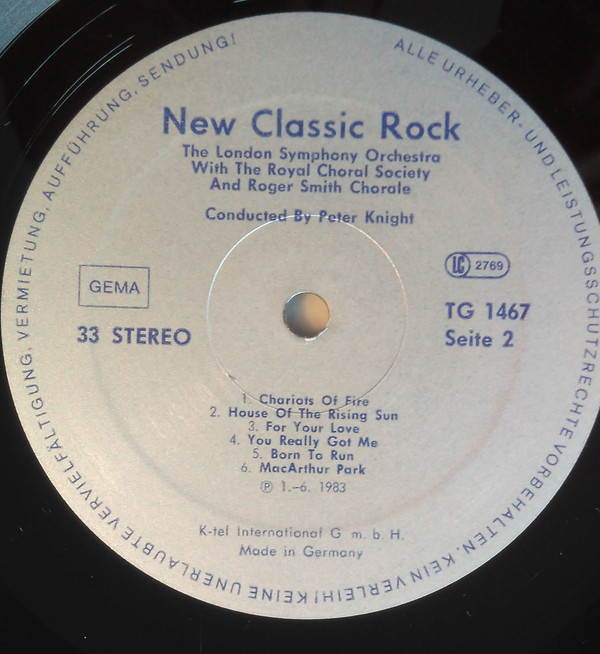 ALLE URHEBER- UND LEISTUNGSSCHUTZRECHTE VORBEHALTEN. KEIN VERLEIH! KEINE UNERLAUBTE VERVIELFÄLTIGUNG, VERMIETUNG, AUFFÜHRUNG, SENDUNG!
New Classic Rock
The London Symphony Orchestra
With The Royal Choral Society
And Roger Smith Chorale
Conducted By Peter Knight
GEMA
33 STEREO
LC 2769
TG 1467
Seite 2
1. Chariots Of Fire
2. House Of The Rising Sun
3. For Your Love
4. You Really Got Me
5. Born To Run
6. MacArthur Park
Ⓟ 1.-6. 1983
K-tel International G. m. b. H.
Made in Germany